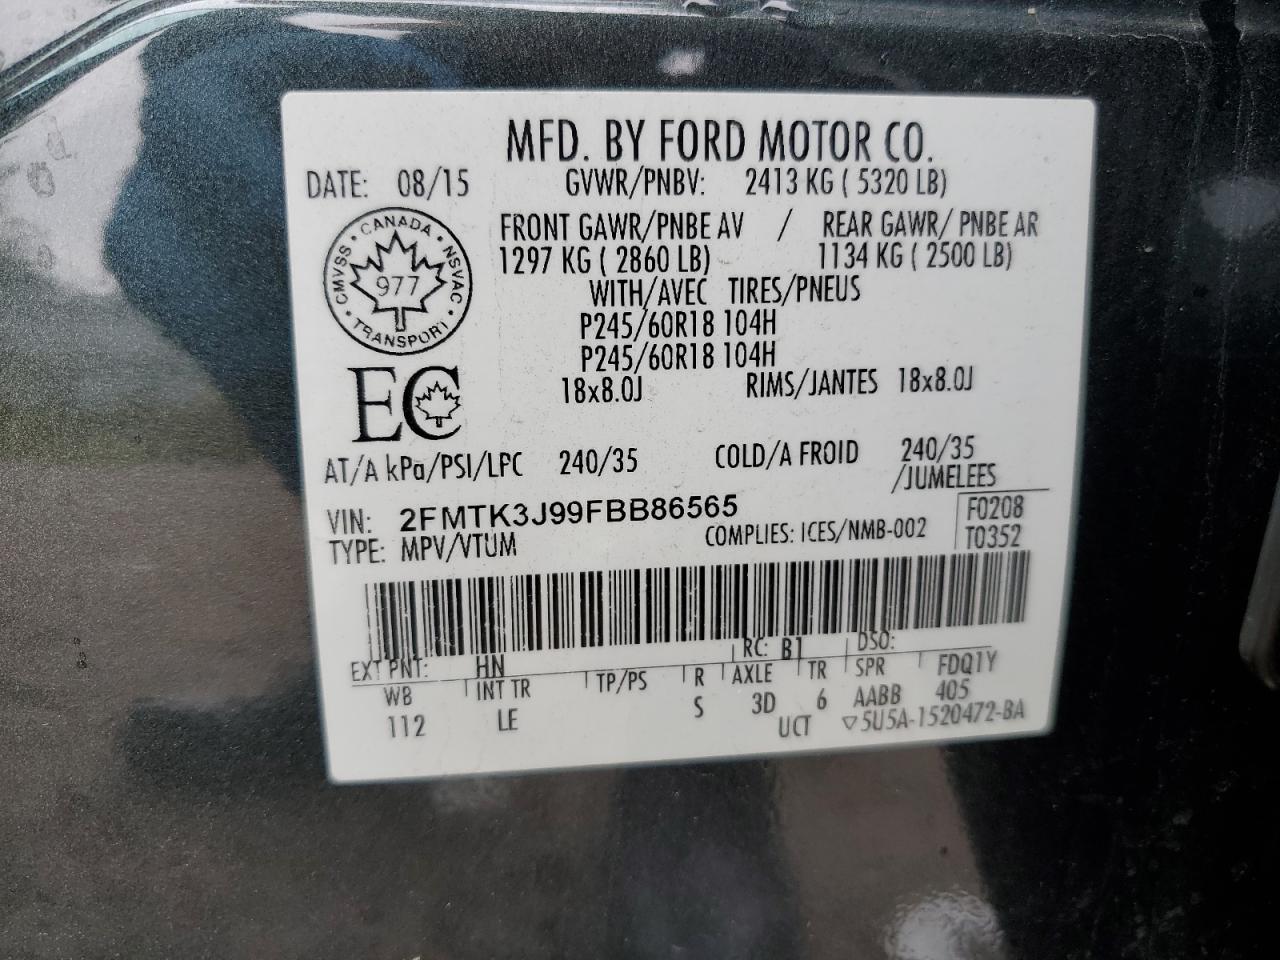 MFD. BY FORD MOTOR CO.
DATE: 08/15 GVWR/PNBV: 2413 KG ( 5320 LB)
FRONT GAWR/PNBE AV / REAR GAWR/ PNBE AR
1297 KG ( 2860 LB) 1134 KG ( 2500 LB)
WITH/AVEC TIRES/PNEUS
CANADA · NSVAC · TRANSPORT · CMVSS
977
P245/60R18 104H
P245/60R18 104H
18x8.0J RIMS/JANTES 18x8.0J
EC
AT/A kPa/PSI/LPC 240/35 COLD/A FROID 240/35
/JUMELEES
VIN: 2FMTK3J99FBB86565 F0208
TYPE: MPV/VTUM COMPLIES: ICES/NMB-002 T0352
EXT PNT: HN RC: B1 DSO:
WB INT TR TP/PS R AXLE TR SPR FDQ1Y
112 LE S 3D 6 AABB 405
UCT ▽5U5A-1520472-BA